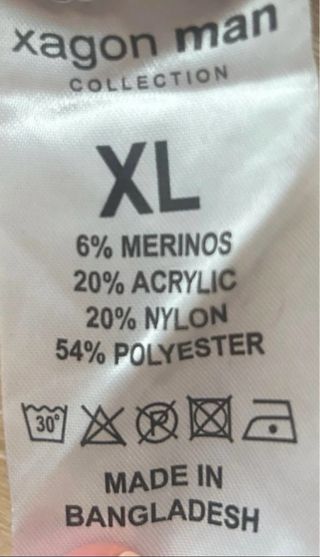 xagon man
COLLECTION
XL
6% MERINOS
20% ACRYLIC
20% NYLON
54% POLYESTER
30°
P
MADE IN
BANGLADESH